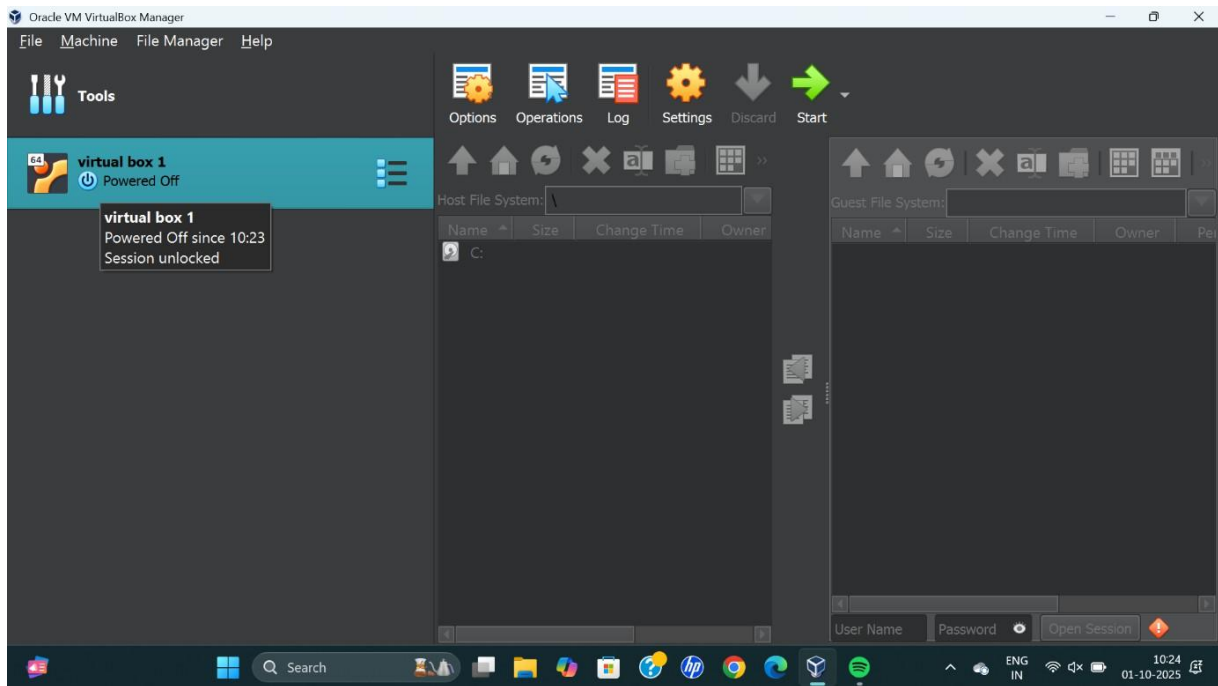 Oracle VM VirtualBox Manager
File Machine File Manager Help
Tools
Options Operations Log Settings Discard Start
64
virtual box 1
Powered Off
virtual box 1
Powered Off since 10:23
Session unlocked
Host File System: \
Name Size Change Time Owner
C:
Guest File System:
Name Size Change Time Owner
User Name Password Open Session
Search
ENG
IN
10:24
01-10-2025